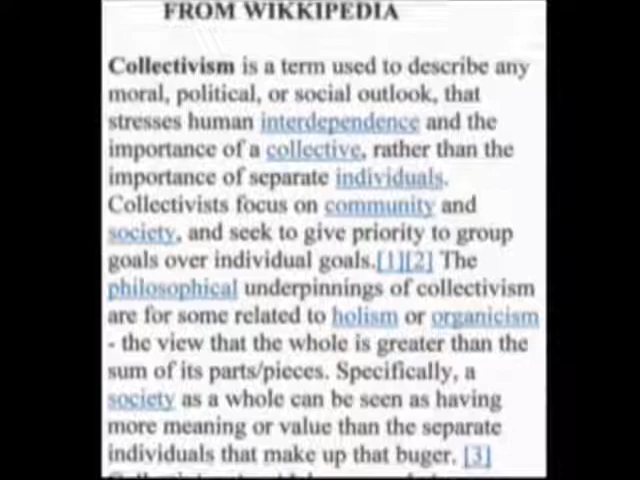 FROM WIKKIPEDIA
Collectivism is a term used to describe any
moral, political, or social outlook, that
stresses human interdependence and the
importance of a collective, rather than the
importance of separate individuals.
Collectivists focus on community and
society, and seek to give priority to group
goals over individual goals.[1][2] The
philosophical underpinnings of collectivism
are for some related to holism or organicism
- the view that the whole is greater than the
sum of its parts/pieces. Specifically, a
society as a whole can be seen as having
more meaning or value than the separate
individuals that make up that buger. [3]